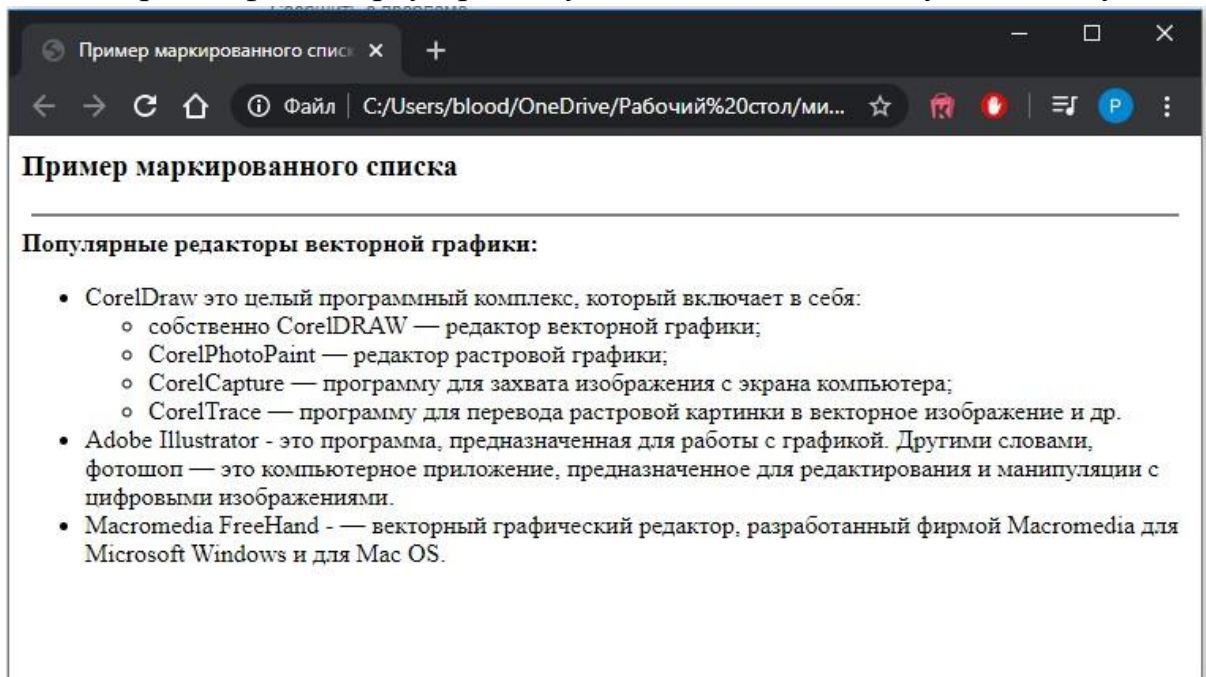 Пример маркированного списк
Файл | C:/Users/blood/OneDrive/Рабочий%20стол/ми...
P
Пример маркированного списка
Популярные редакторы векторной графики:
• CorelDraw это целый программный комплекс, который включает в себя:
◦ собственно CorelDRAW — редактор векторной графики;
◦ CorelPhotoPaint — редактор растровой графики;
◦ CorelCapture — программу для захвата изображения с экрана компьютера;
◦ CorelTrace — программу для перевода растровой картинки в векторное изображение и др.
• Adobe Illustrator - это программа, предназначенная для работы с графикой. Другими словами,
фотошоп — это компьютерное приложение, предназначенное для редактирования и манипуляции с
цифровыми изображениями.
• Macromedia FreeHand - — векторный графический редактор, разработанный фирмой Macromedia для
Microsoft Windows и для Mac OS.